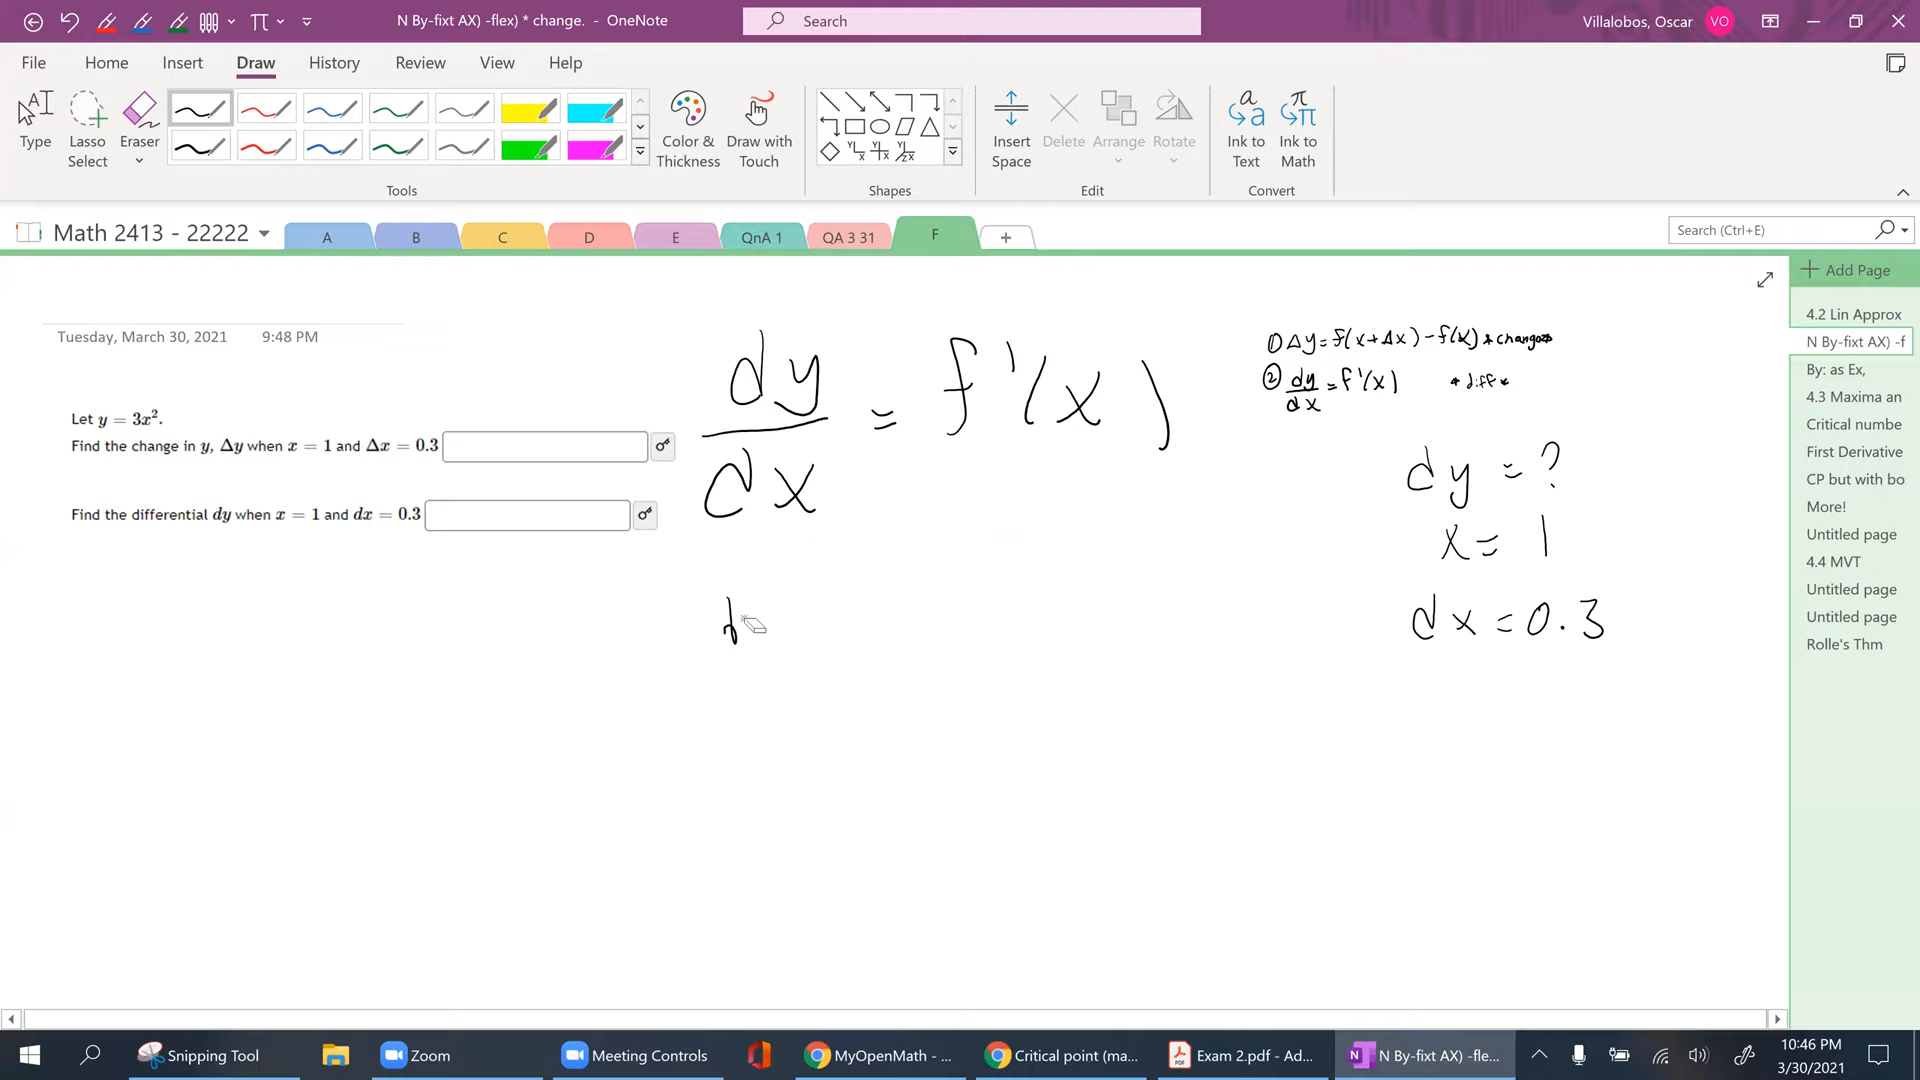 N By-fixt AX) -flex) * change. - OneNote
Search
Villalobos, Oscar
VO
File Home Insert Draw History Review View Help
Type
Lasso Select
Eraser
Color & Thickness
Draw with Touch
Insert Space
Delete
Arrange
Rotate
Ink to Text
Ink to Math
Tools
Shapes
Edit
Convert
Math 2413 - 22222
A B C D E QnA 1 QA 3 31 F
Search (Ctrl+E)
Add Page
4.2 Lin Approx
N By-fixt AX) -f
By: as Ex,
4.3 Maxima an
Critical numbe
First Derivative
CP but with bo
More!
Untitled page
4.4 MVT
Untitled page
Untitled page
Rolle's Thm
Tuesday, March 30, 2021 9:48 PM
Let y = 3x².
Find the change in y, Δy when x = 1 and Δx = 0.3
Find the differential dy when x = 1 and dx = 0.3
dy/dx = f'(x)
① Δy = f(x+Δx) - f(x) *change*
② dy/dx = f'(x) * diff *
dy = ?
x = 1
dx = 0.3
Snipping Tool
Zoom
Meeting Controls
MyOpenMath - ...
Critical point (ma...
Exam 2.pdf - Ad...
N By-fixt AX) -fle...
10:46 PM
3/30/2021